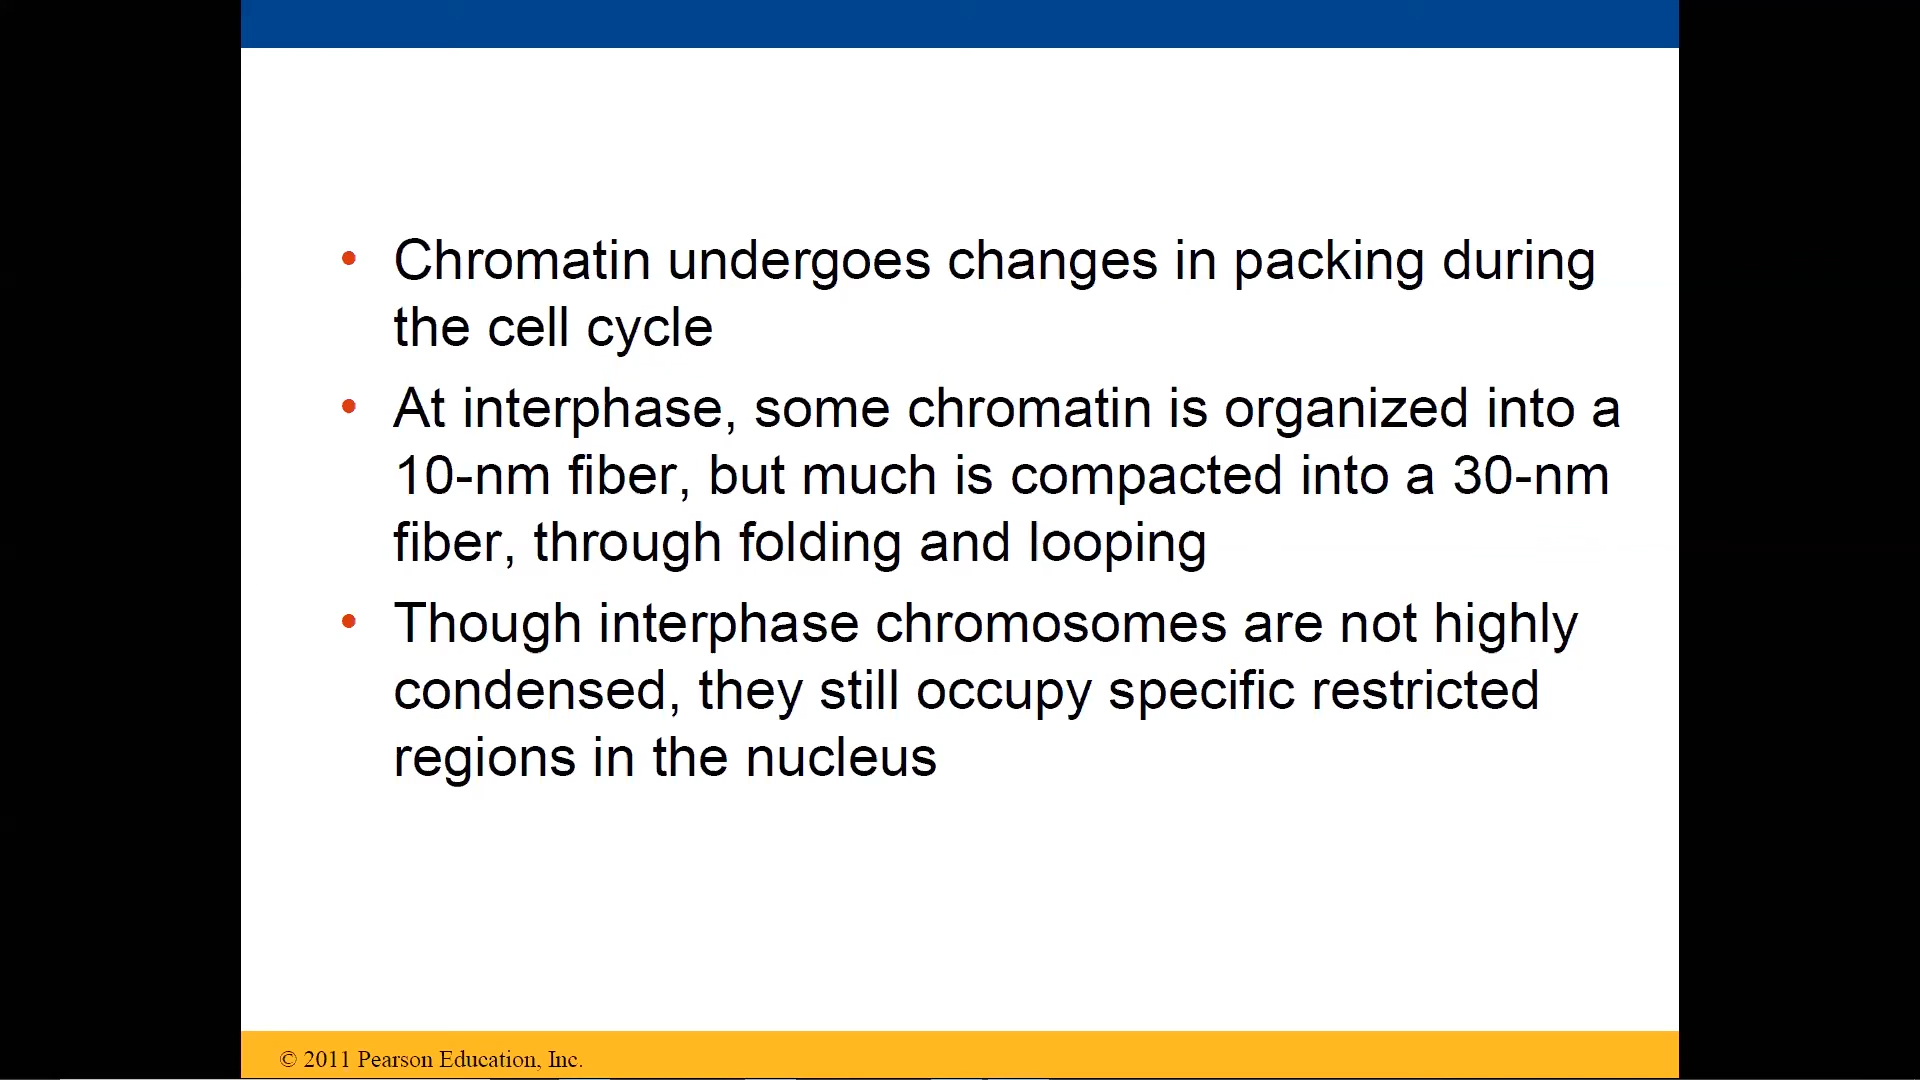 • Chromatin undergoes changes in packing during
the cell cycle
• At interphase, some chromatin is organized into a
10-nm fiber, but much is compacted into a 30-nm
fiber, through folding and looping
• Though interphase chromosomes are not highly
condensed, they still occupy specific restricted
regions in the nucleus
© 2011 Pearson Education, Inc.